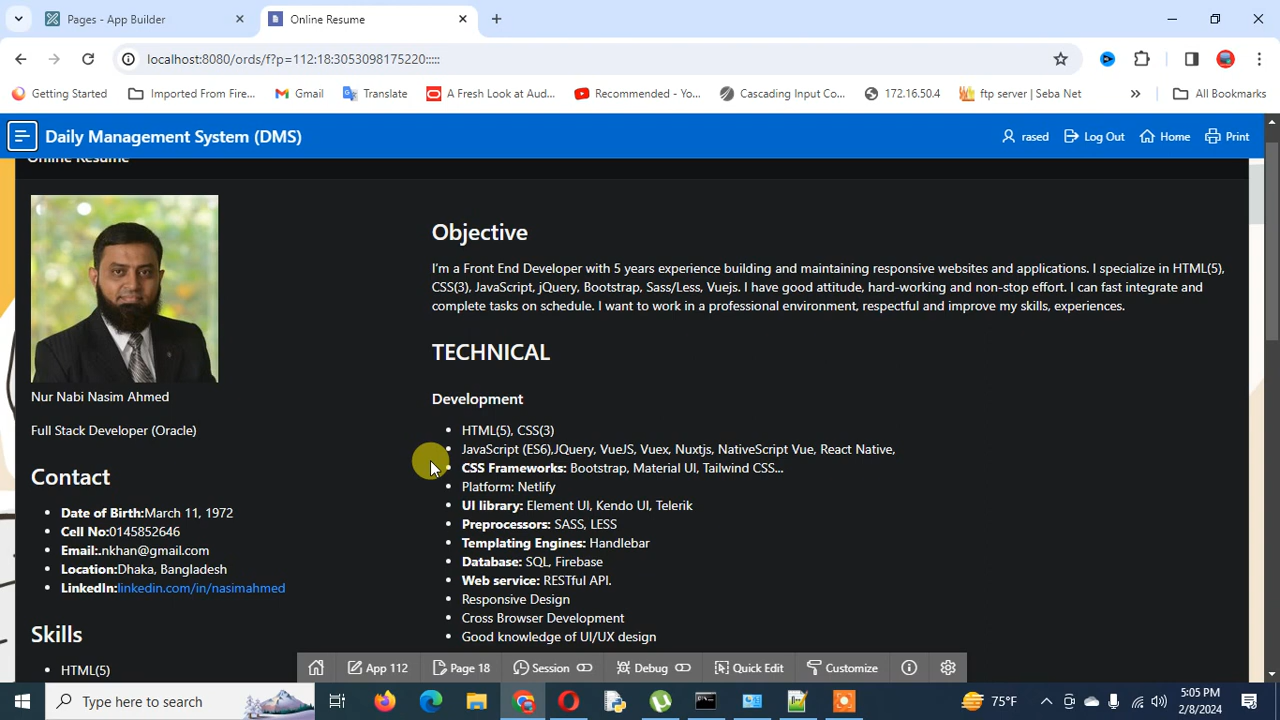 Pages - App Builder
Online Resume
localhost:8080/ords/f?p=112:18:3053098175220:::::
Getting Started
Imported From Fire...
Gmail
Translate
A Fresh Look at Aud...
Recommended - Yo...
Cascading Input Co...
172.16.50.4
ftp server | Seba Net
»
All Bookmarks
Daily Management System (DMS)
rased
Log Out
Home
Print
Online Resume
Nur Nabi Nasim Ahmed
Full Stack Developer (Oracle)
Contact
Date of Birth:March 11, 1972
Cell No:0145852646
Email:.nkhan@gmail.com
Location:Dhaka, Bangladesh
LinkedIn:linkedin.com/in/nasimahmed
Skills
HTML(5)
Objective
I'm a Front End Developer with 5 years experience building and maintaining responsive websites and applications. I specialize in HTML(5),
CSS(3), JavaScript, jQuery, Bootstrap, Sass/Less, Vuejs. I have good attitude, hard-working and non-stop effort. I can fast integrate and
complete tasks on schedule. I want to work in a professional environment, respectful and improve my skills, experiences.
TECHNICAL
Development
HTML(5), CSS(3)
JavaScript (ES6),JQuery, VueJS, Vuex, Nuxtjs, NativeScript Vue, React Native,
CSS Frameworks: Bootstrap, Material UI, Tailwind CSS...
Platform: Netlify
UI library: Element UI, Kendo UI, Telerik
Preprocessors: SASS, LESS
Templating Engines: Handlebar
Database: SQL, Firebase
Web service: RESTful API.
Responsive Design
Cross Browser Development
Good knowledge of UI/UX design
App 112
Page 18
Session
Debug
Quick Edit
Customize
Type here to search
75°F
5:05 PM
2/8/2024